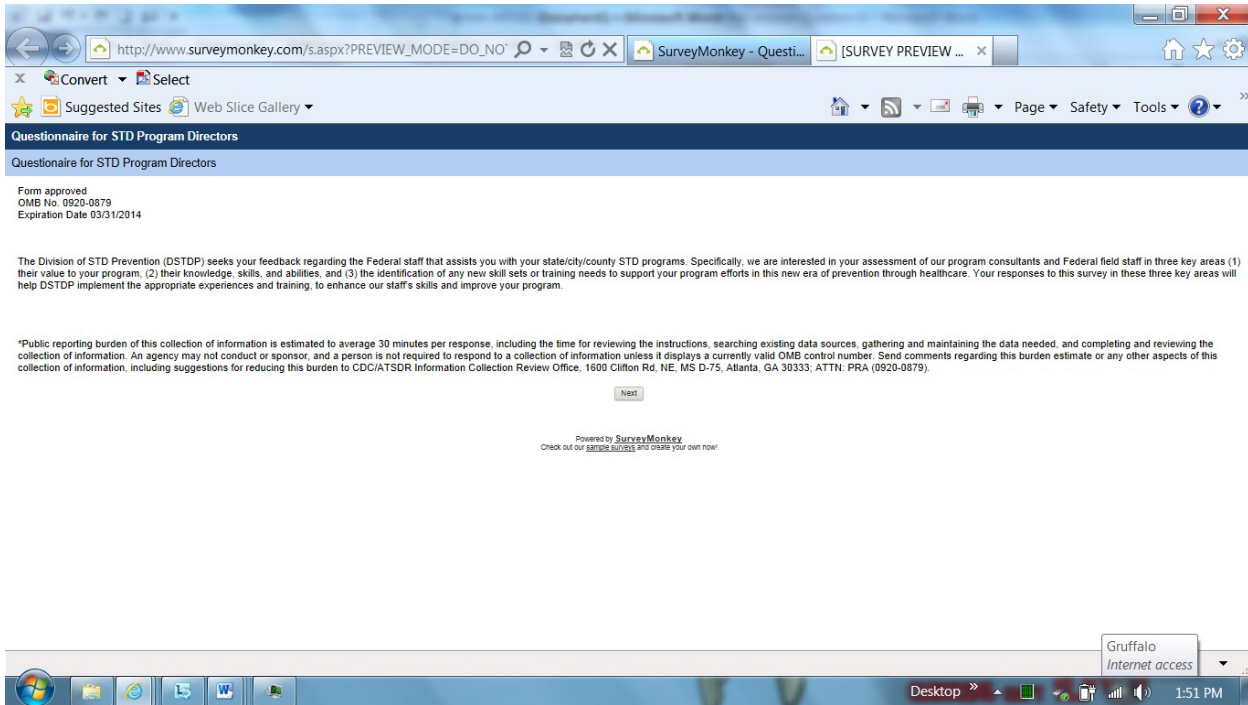 http://www.surveymonkey.com/s.aspx?PREVIEW_MODE=DO_NO
SurveyMonkey - Questi...
[SURVEY PREVIEW ...
Convert
Select
Suggested Sites
Web Slice Gallery
Page
Safety
Tools
Questionnaire for STD Program Directors
Questionaire for STD Program Directors
Form approved
OMB No. 0920-0879
Expiration Date 03/31/2014
The Division of STD Prevention (DSTDP) seeks your feedback regarding the Federal staff that assists you with your state/city/county STD programs. Specifically, we are interested in your assessment of our program consultants and Federal field staff in three key areas (1)
their value to your program, (2) their knowledge, skills, and abilities, and (3) the identification of any new skill sets or training needs to support your program efforts in this new era of prevention through healthcare. Your responses to this survey in these three key areas will
help DSTDP implement the appropriate experiences and training, to enhance our staff's skills and improve your program.
*Public reporting burden of this collection of information is estimated to average 30 minutes per response, including the time for reviewing the instructions, searching existing data sources, gathering and maintaining the data needed, and completing and reviewing the
collection of information. An agency may not conduct or sponsor, and a person is not required to respond to a collection of information unless it displays a currently valid OMB control number. Send comments regarding this burden estimate or any other aspects of this
collection of information, including suggestions for reducing this burden to CDC/ATSDR Information Collection Review Office, 1600 Clifton Rd, NE, MS D-75, Atlanta, GA 30333; ATTN: PRA (0920-0879).
Next
Powered by SurveyMonkey
Check out our sample surveys and create your own now!
Gruffalo
Internet access
Desktop
1:51 PM